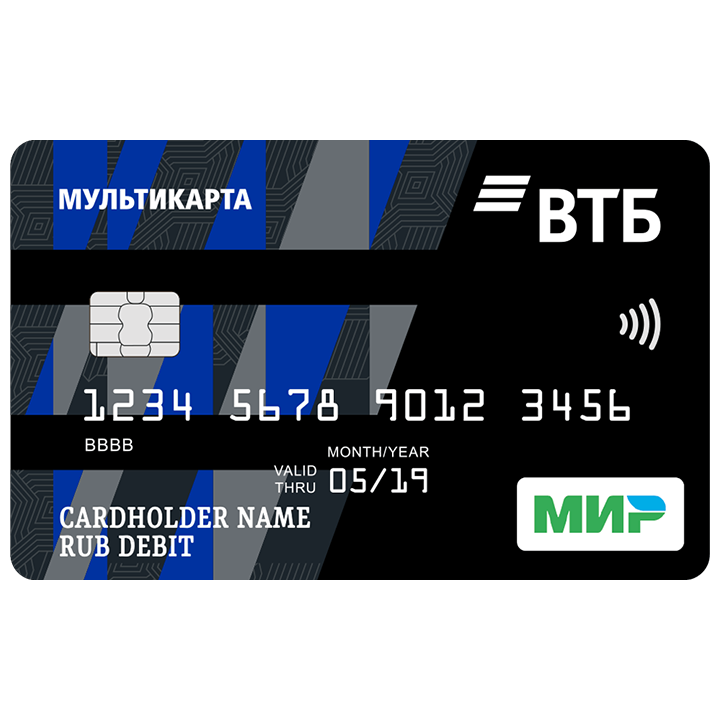 МУЛЬТИКАРТА
ВТБ
1234 5678 9012 3456
BBBB
MONTH/YEAR
VALID THRU 05/19
CARDHOLDER NAME
RUB DEBIT
МИР